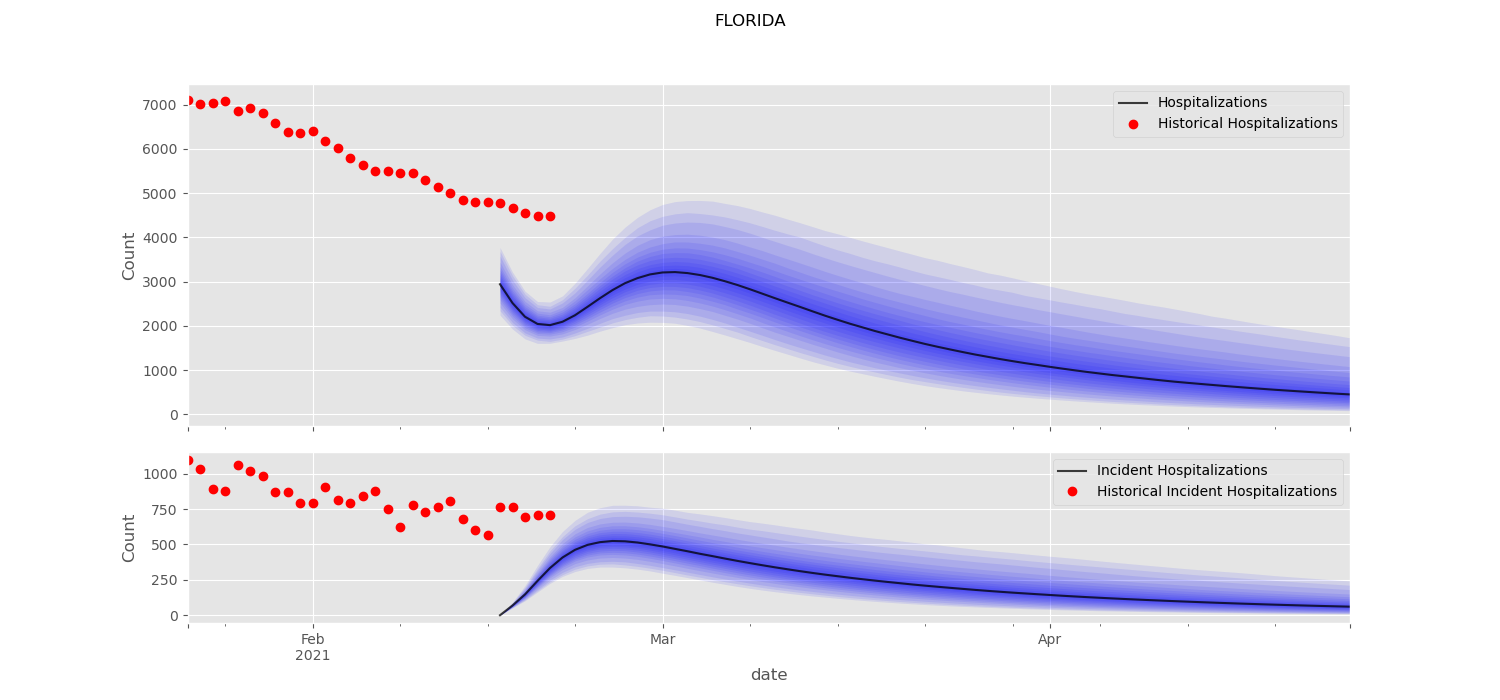 FLORIDA
Hospitalizations
Historical Hospitalizations
7000
6000
5000
4000
3000
2000
1000
0
Count
Incident Hospitalizations
Historical Incident Hospitalizations
1000
750
500
250
0
Count
Feb
2021
Mar
Apr
date